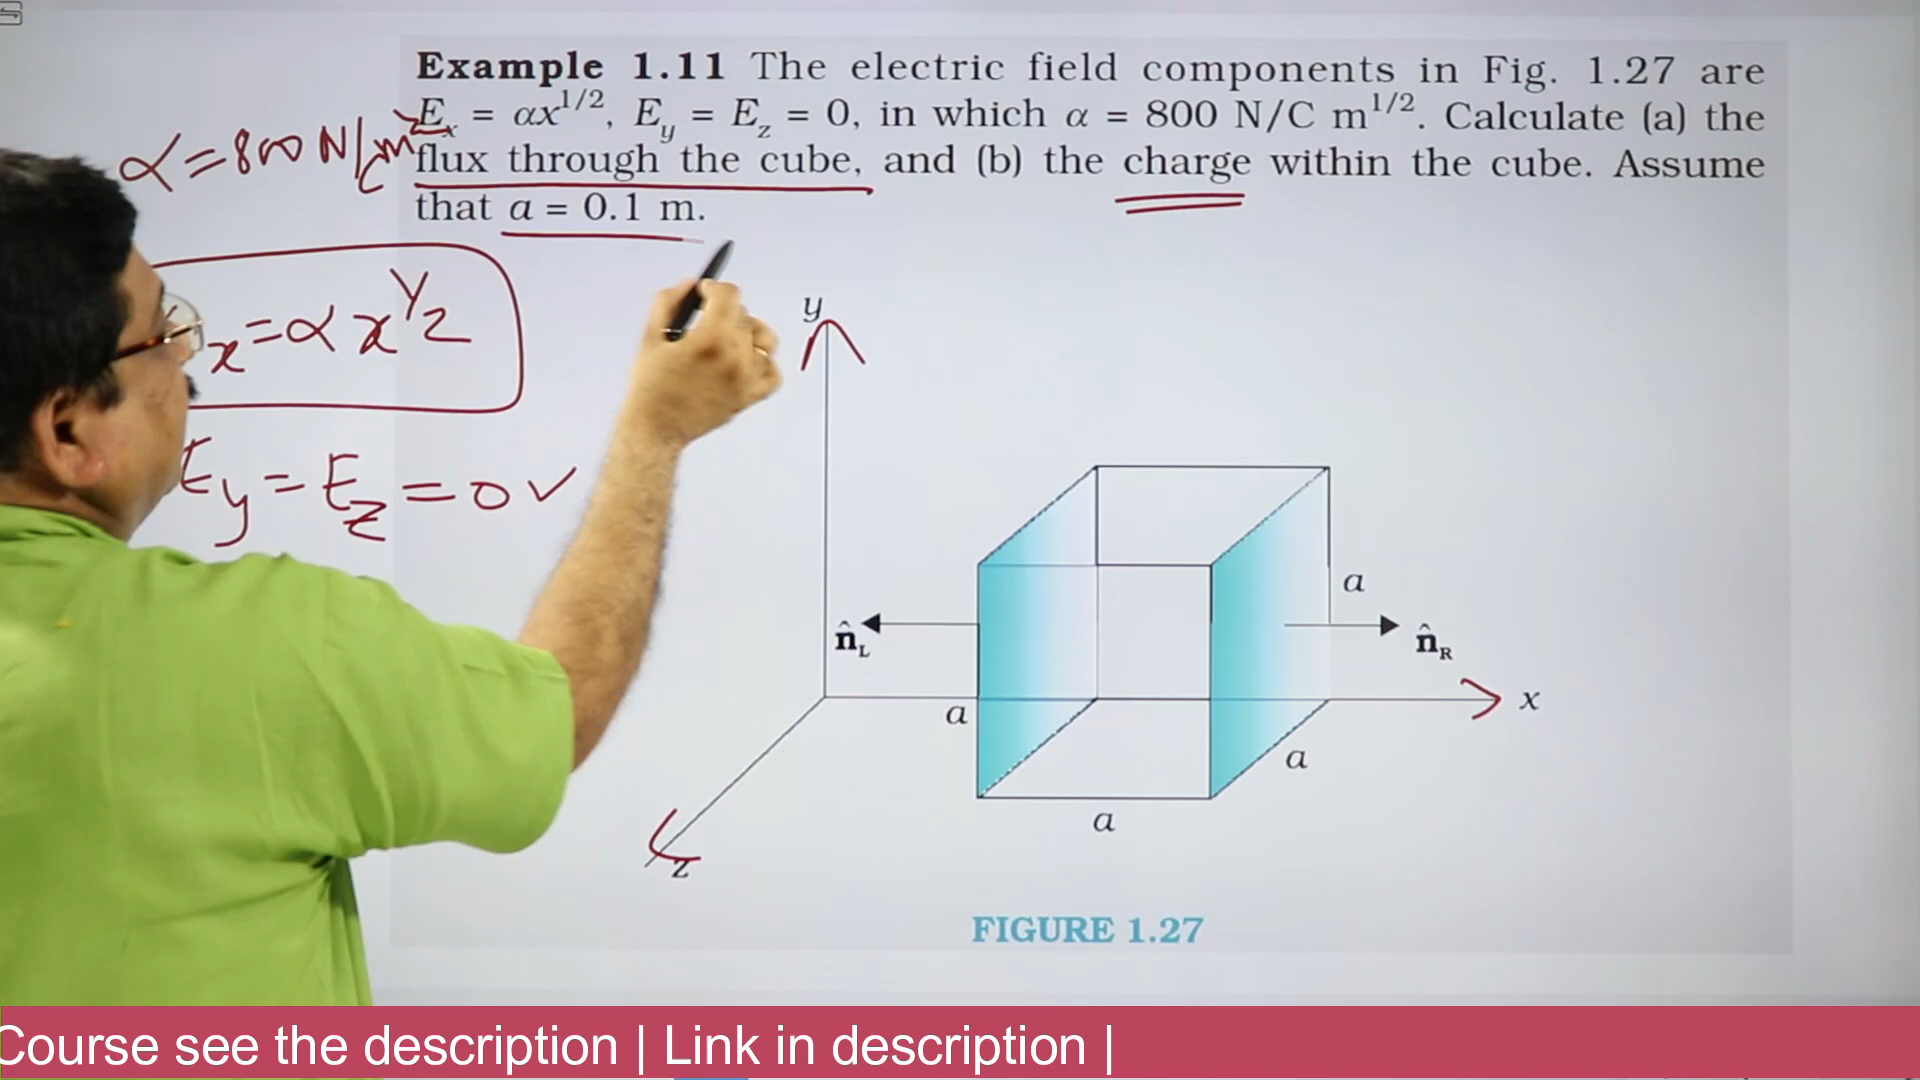 Example 1.11 The electric field components in Fig. 1.27 are
Eₓ = αx^1/2, E_y = E_z = 0, in which α = 800 N/C m^1/2. Calculate (a) the
flux through the cube, and (b) the charge within the cube. Assume
that a = 0.1 m.
α = 800 N/C m²
x = α x^1/2
E_y = E_z = 0 ✓
y
a
n̂_L
n̂_R
x
a
a
a
z
FIGURE 1.27
Course see the description | Link in description |